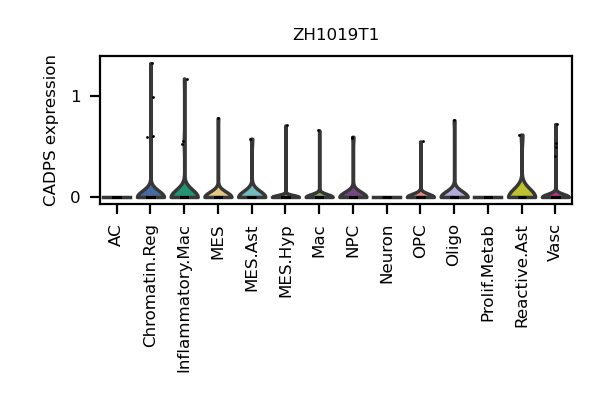 ZH1019T1
CADPS expression
1
0
AC
Chromatin.Reg
Inflammatory.Mac
MES
MES.Ast
MES.Hyp
Mac
NPC
Neuron
OPC
Oligo
Prolif.Metab
Reactive.Ast
Vasc